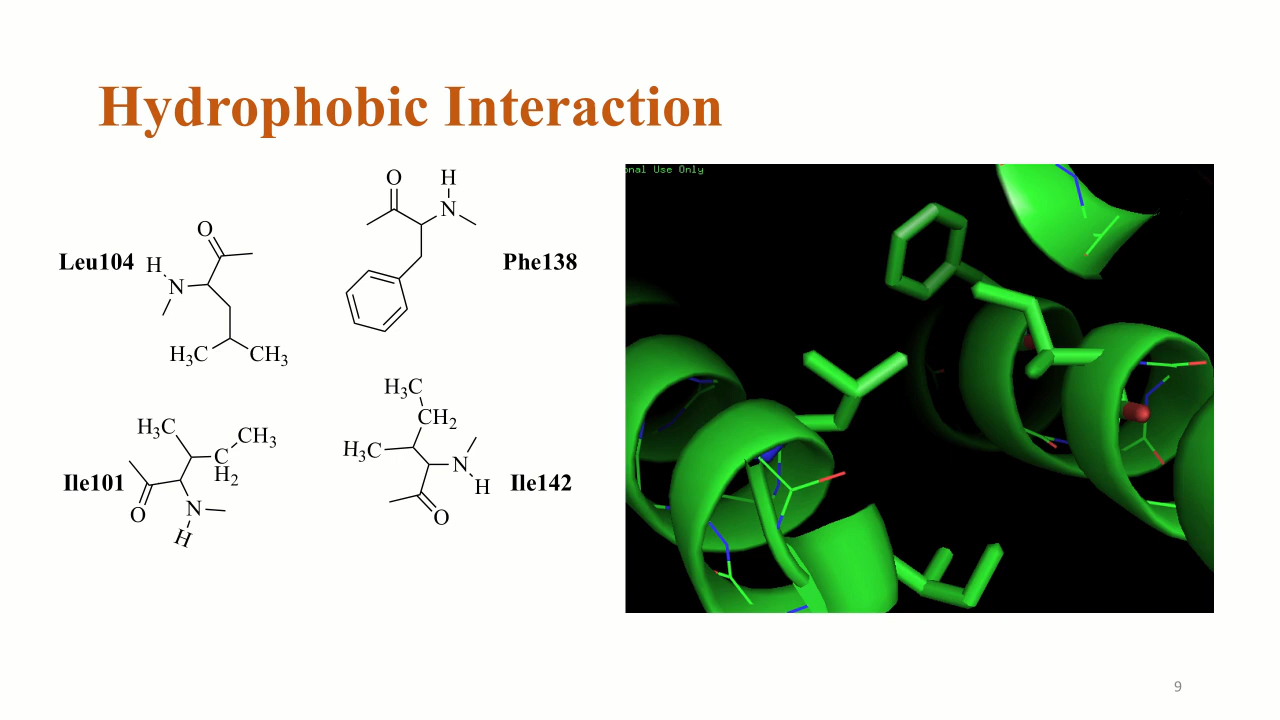 Hydrophobic Interaction
onal Use Only
O
H
N
Phe138
Leu104
O
H
N
H3C
CH3
H3C
CH3
C
H2
Ile101
O
N
H
H3C
CH2
H3C
N
H
Ile142
O
9